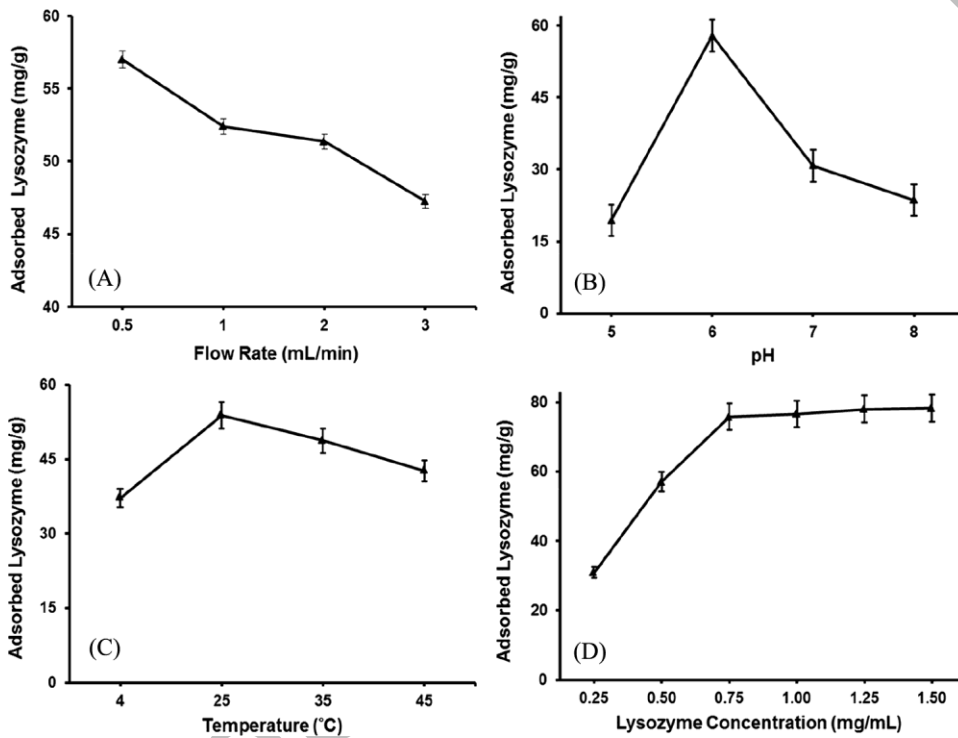 Adsorbed Lysozyme (mg/g)
60
55
50
45
40
(A)
0.5 1 2 3
Flow Rate (mL/min)
Adsorbed Lysozyme (mg/g)
60
45
30
15
0
(B)
5 6 7 8
pH
Adsorbed Lysozyme (mg/g)
60
45
30
15
0
(C)
4 25 35 45
Temperature (°C)
Adsorbed Lysozyme (mg/g)
80
60
40
20
0
(D)
0.25 0.50 0.75 1.00 1.25 1.50
Lysozyme Concentration (mg/mL)